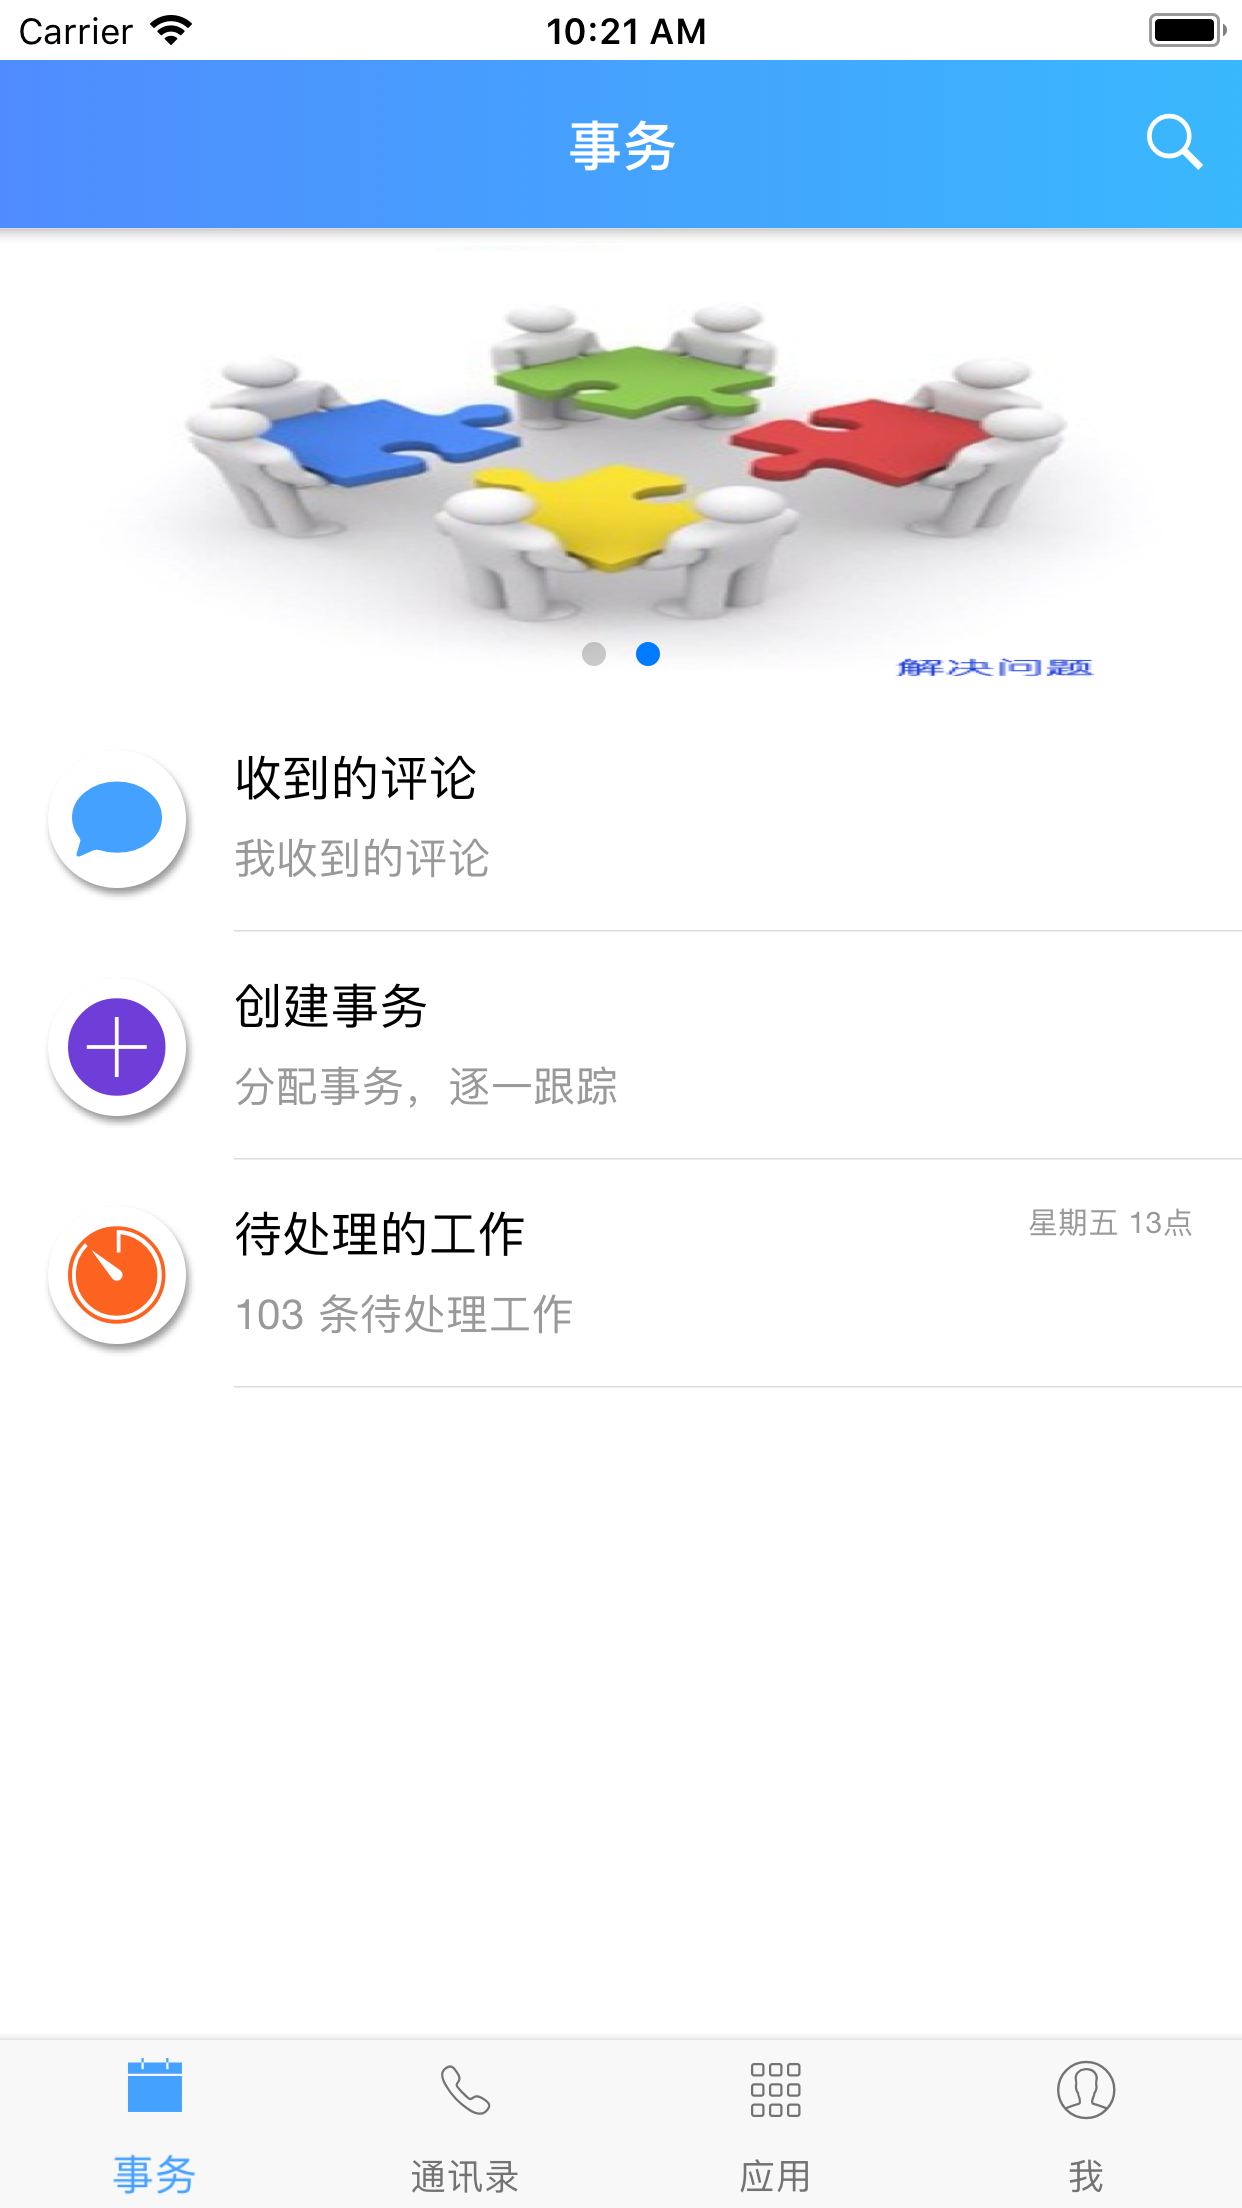 Carrier 10:21 AM
事务
解决问题
收到的评论
我收到的评论
创建事务
分配事务，逐一跟踪
待处理的工作 星期五 13点
103 条待处理工作
事务 通讯录 应用 我